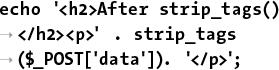 echo '<h2>After strip_tags()
→</h2><p>' . strip_tags
→($_POST['data']). '</p>';